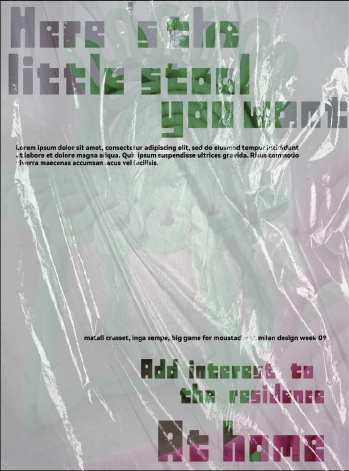 Here's the
little stool
you want
Lorem ipsum dolor sit amet, consectetur adipiscing elit, sed do eiusmod tempor incididunt
ut labore et dolore magna aliqua. Quis ipsum suspendisse ultrices gravida. Risus commodo
viverra maecenas accumsan lacus vel facilisis.
matali crasset, inga sempe, big game for moustache at milan design week 09
Add interest to
the residence
At home